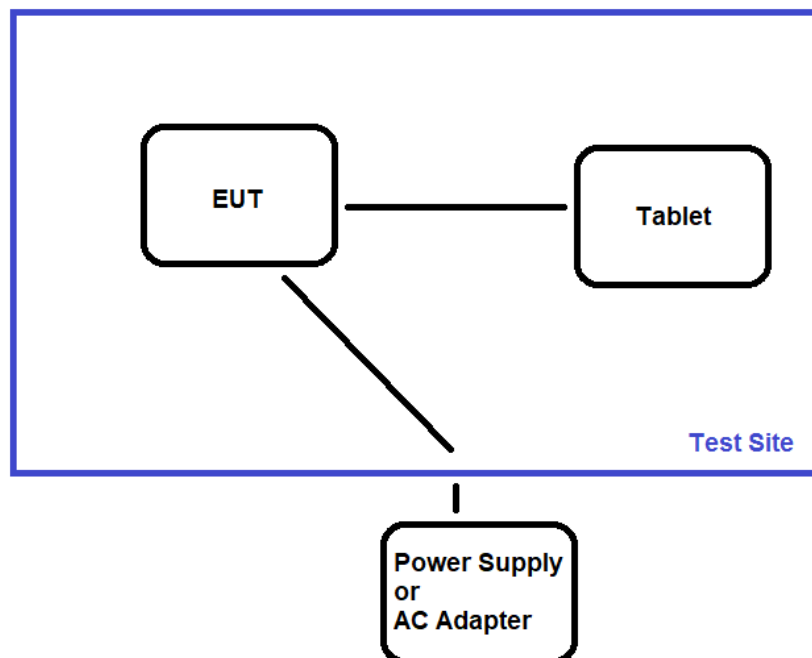 EUT
Tablet
Test Site
Power Supply
or
AC Adapter